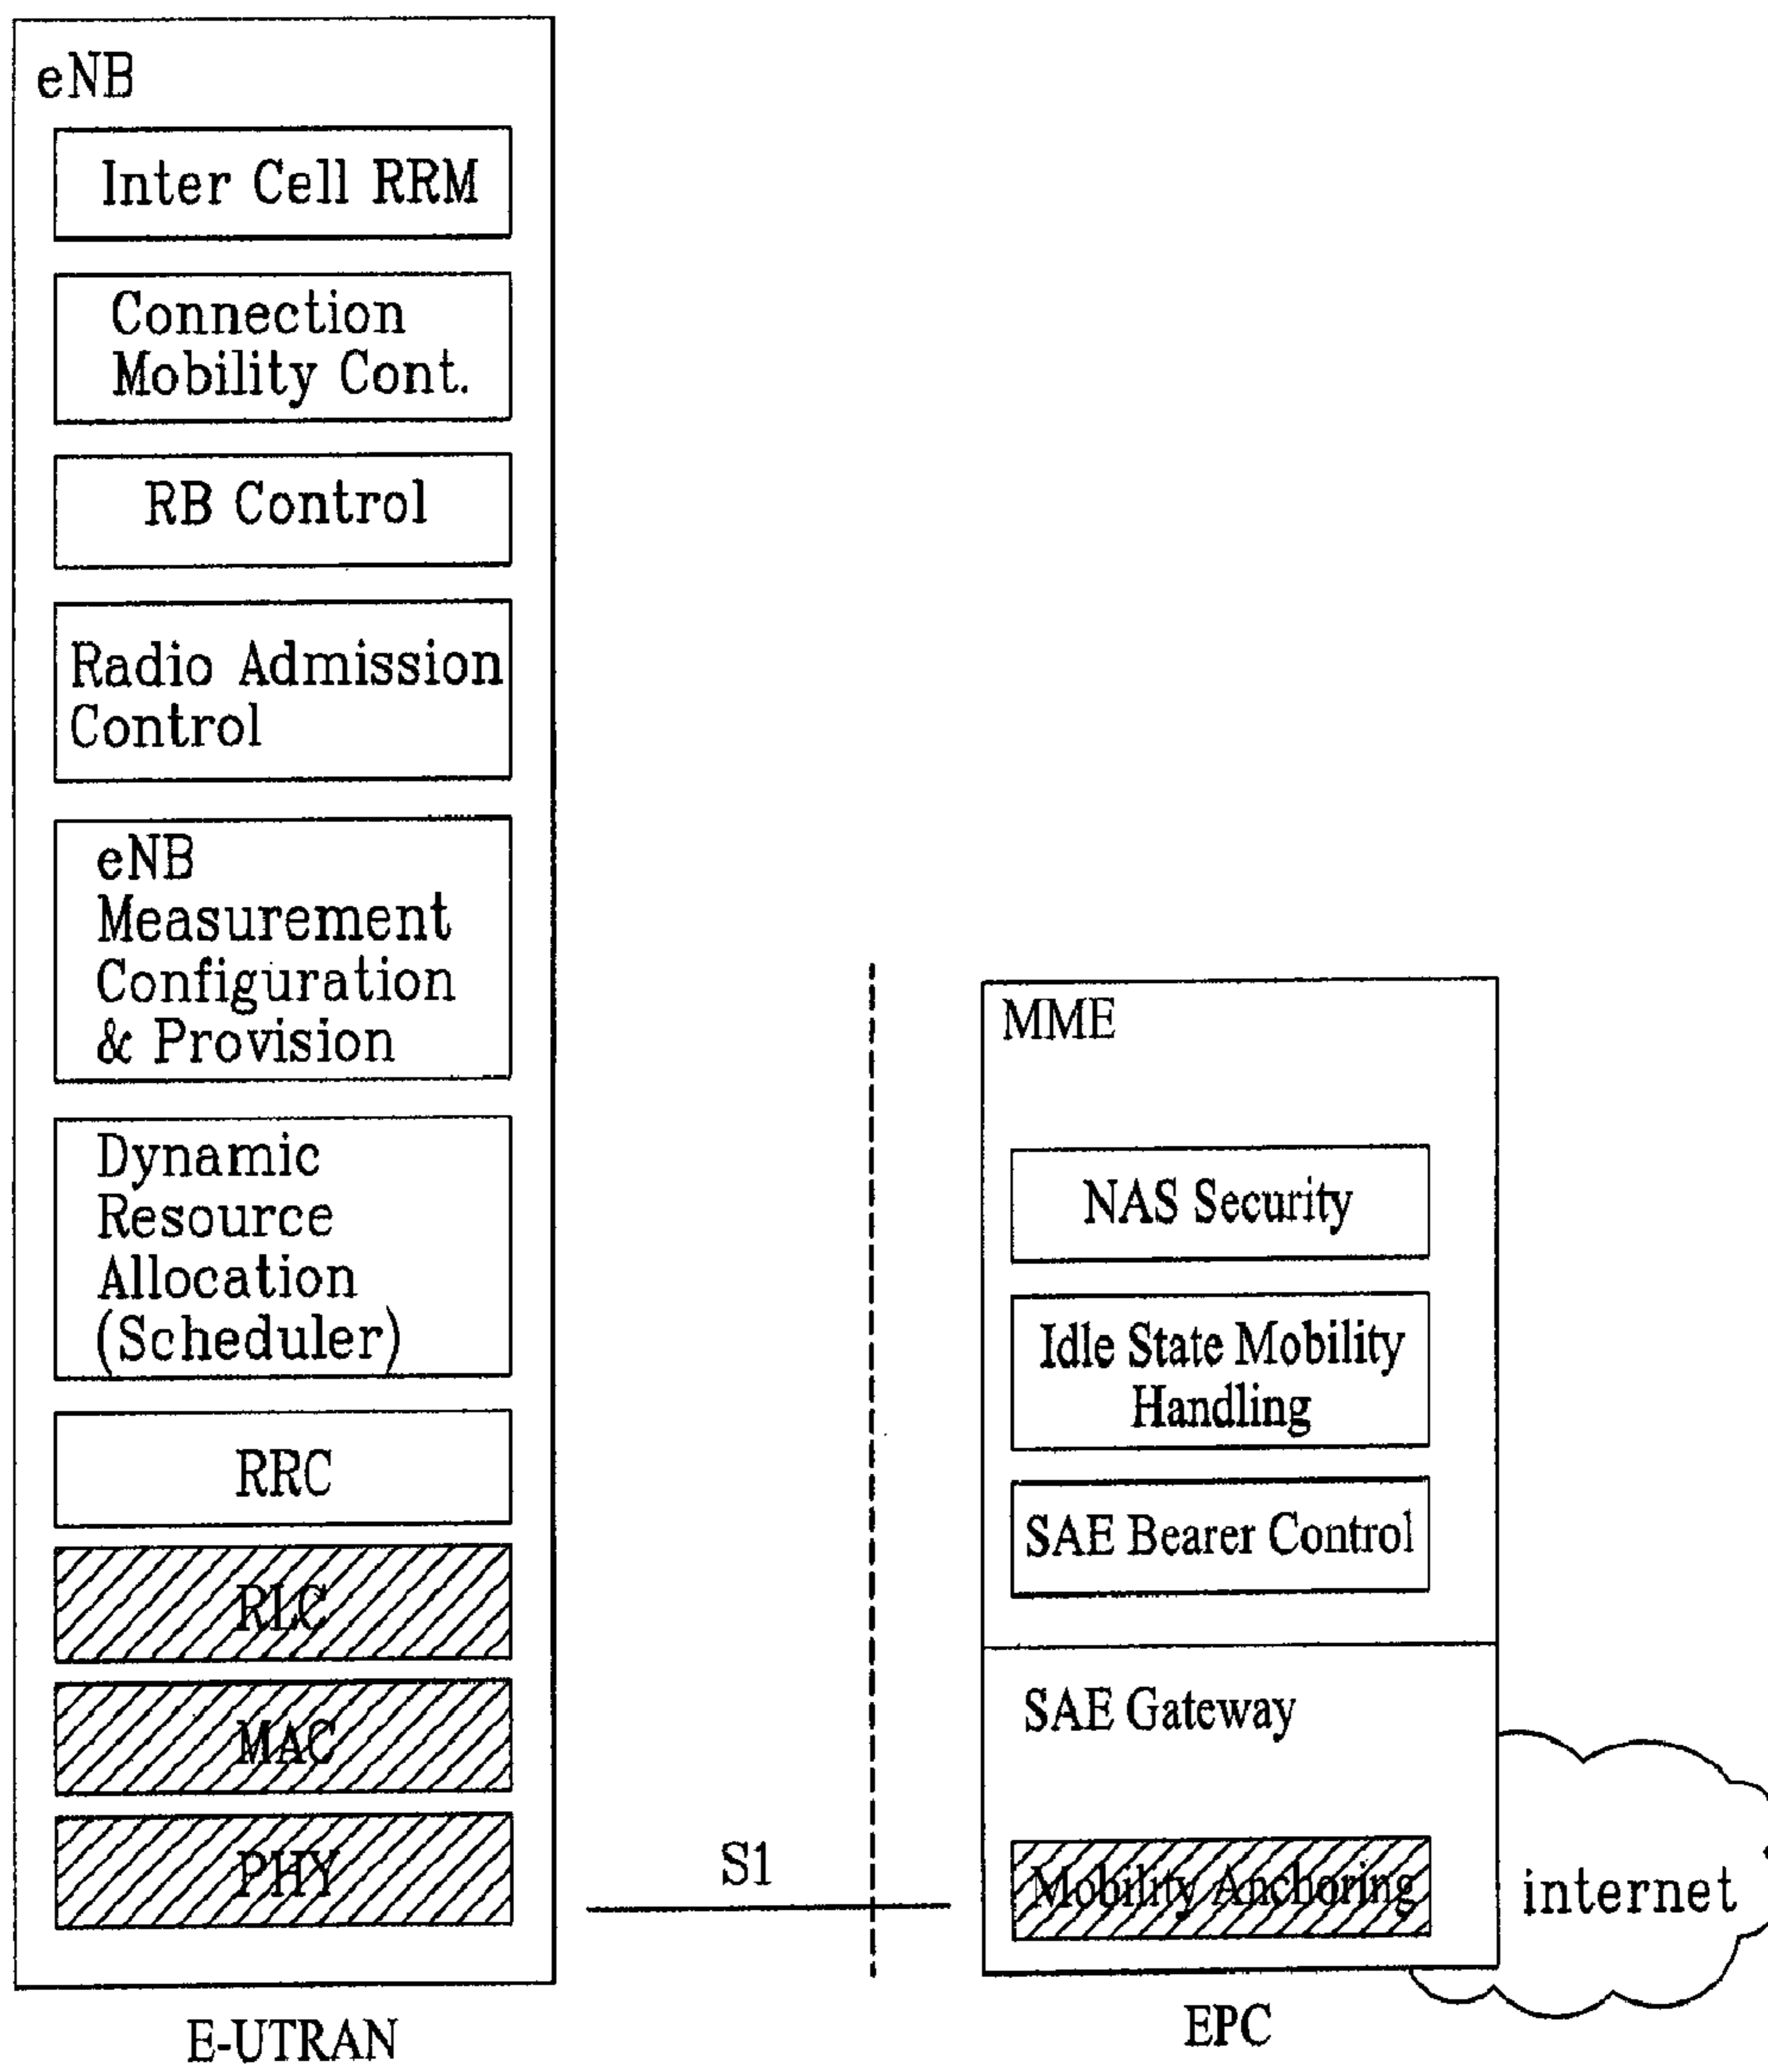 eNB
Inter Cell RRM
Connection
Mobility Cont.
RB Control
Radio Admission
Control
eNB
Measurement
Configuration
& Provision
Dynamic
Resource
Allocation
(Scheduler)
RRC
RLC
MAC
PHY
E-UTRAN
S1
MME
NAS Security
Idle State Mobility
Handling
SAE Bearer Control
SAE Gateway
Mobility Anchoring
internet
EPC